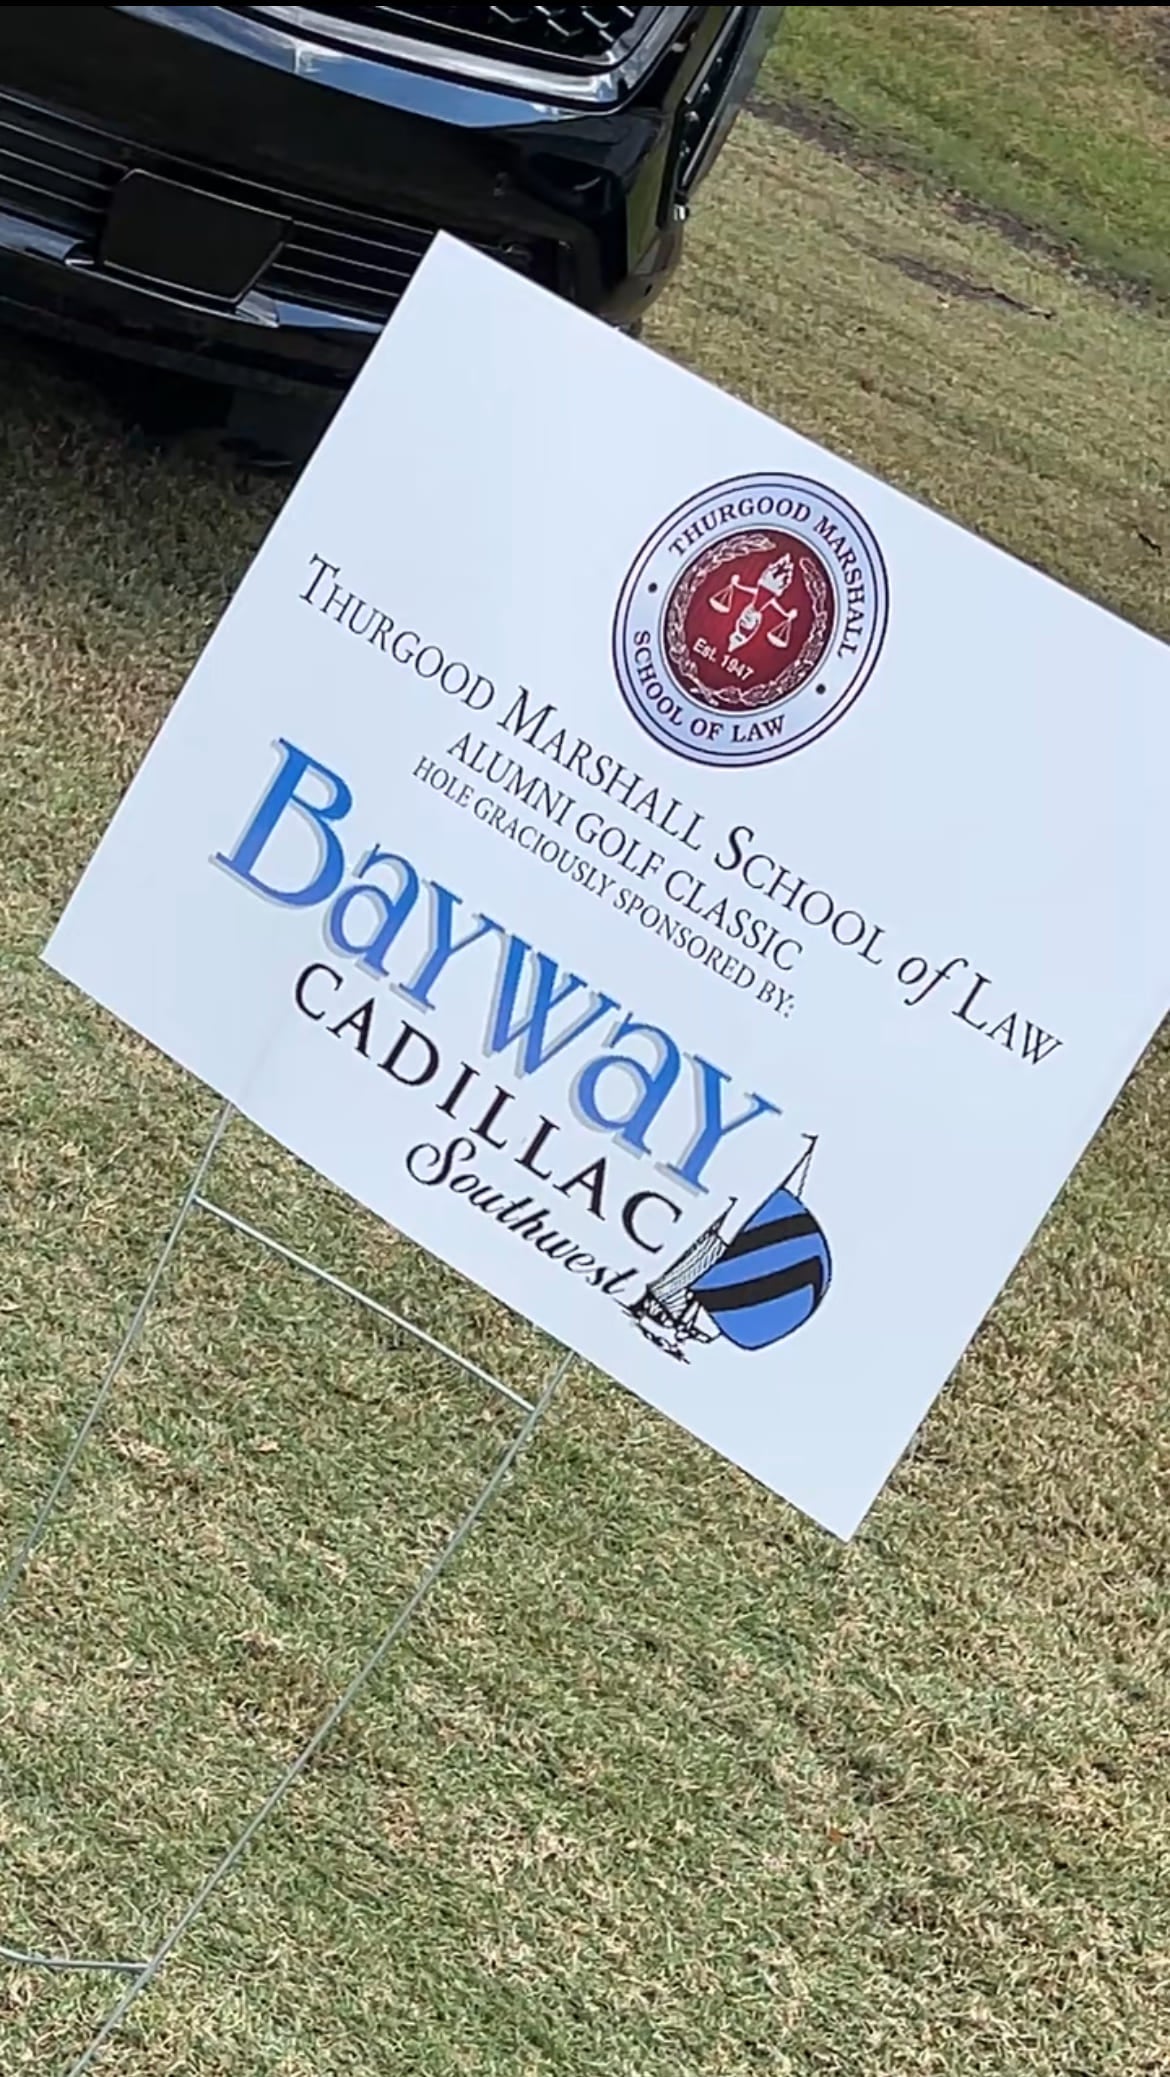 THURGOOD MARSHALL
Est. 1947
SCHOOL OF LAW
THURGOOD MARSHALL SCHOOL of LAW
ALUMNI GOLF CLASSIC
HOLE GRACIOUSLY SPONSORED BY:
Bayway
CADILLAC
Southwest